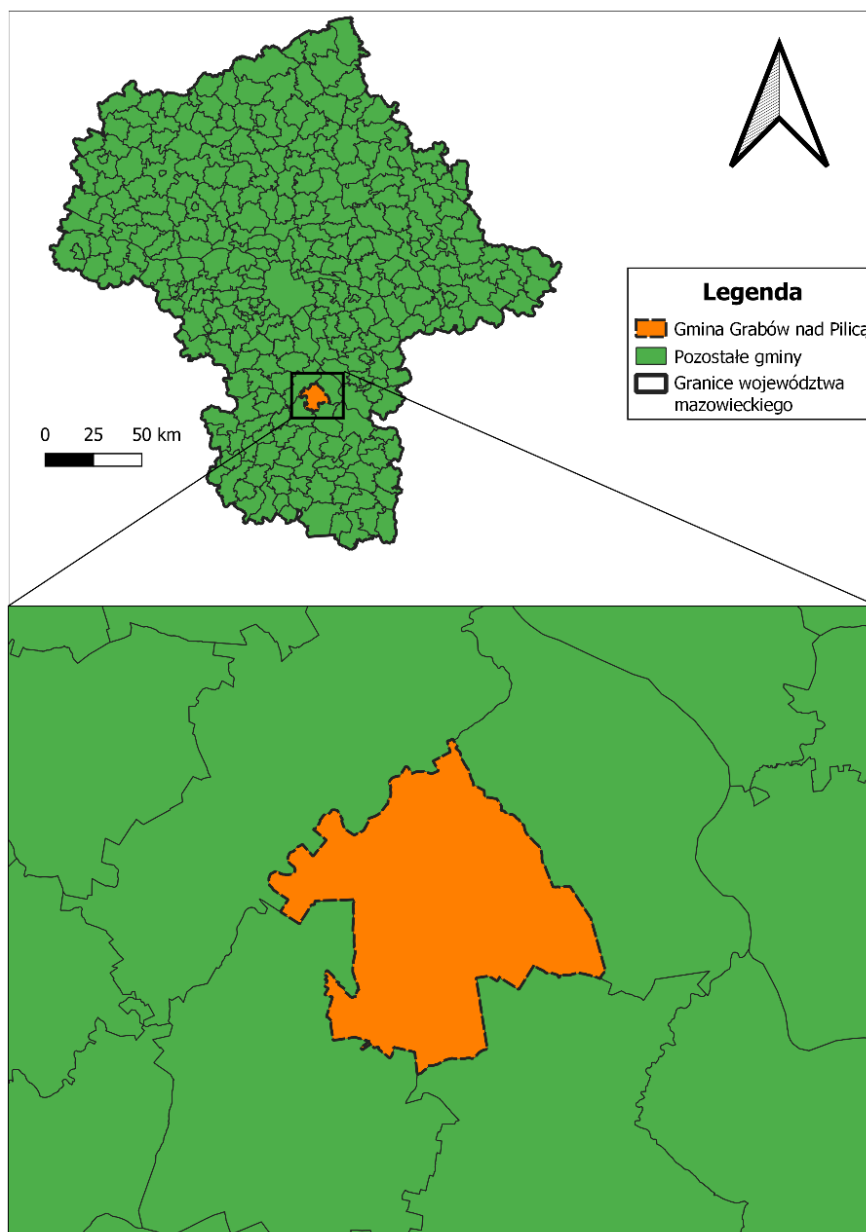 Legenda
Gmina Grabów nad Pilicą
Pozostałe gminy
Granice województwa
mazowieckiego
0 25 50 km